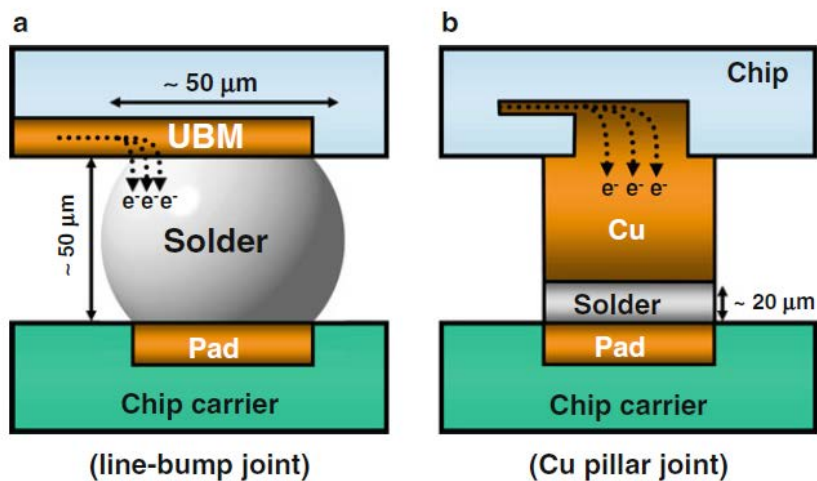 a
~ 50 μm
UBM
e⁻ e⁻ e⁻
~ 50 μm
Solder
Pad
Chip carrier
(line-bump joint)
b
Chip
e⁻ e⁻ e⁻
Cu
Solder
~ 20 μm
Pad
Chip carrier
(Cu pillar joint)